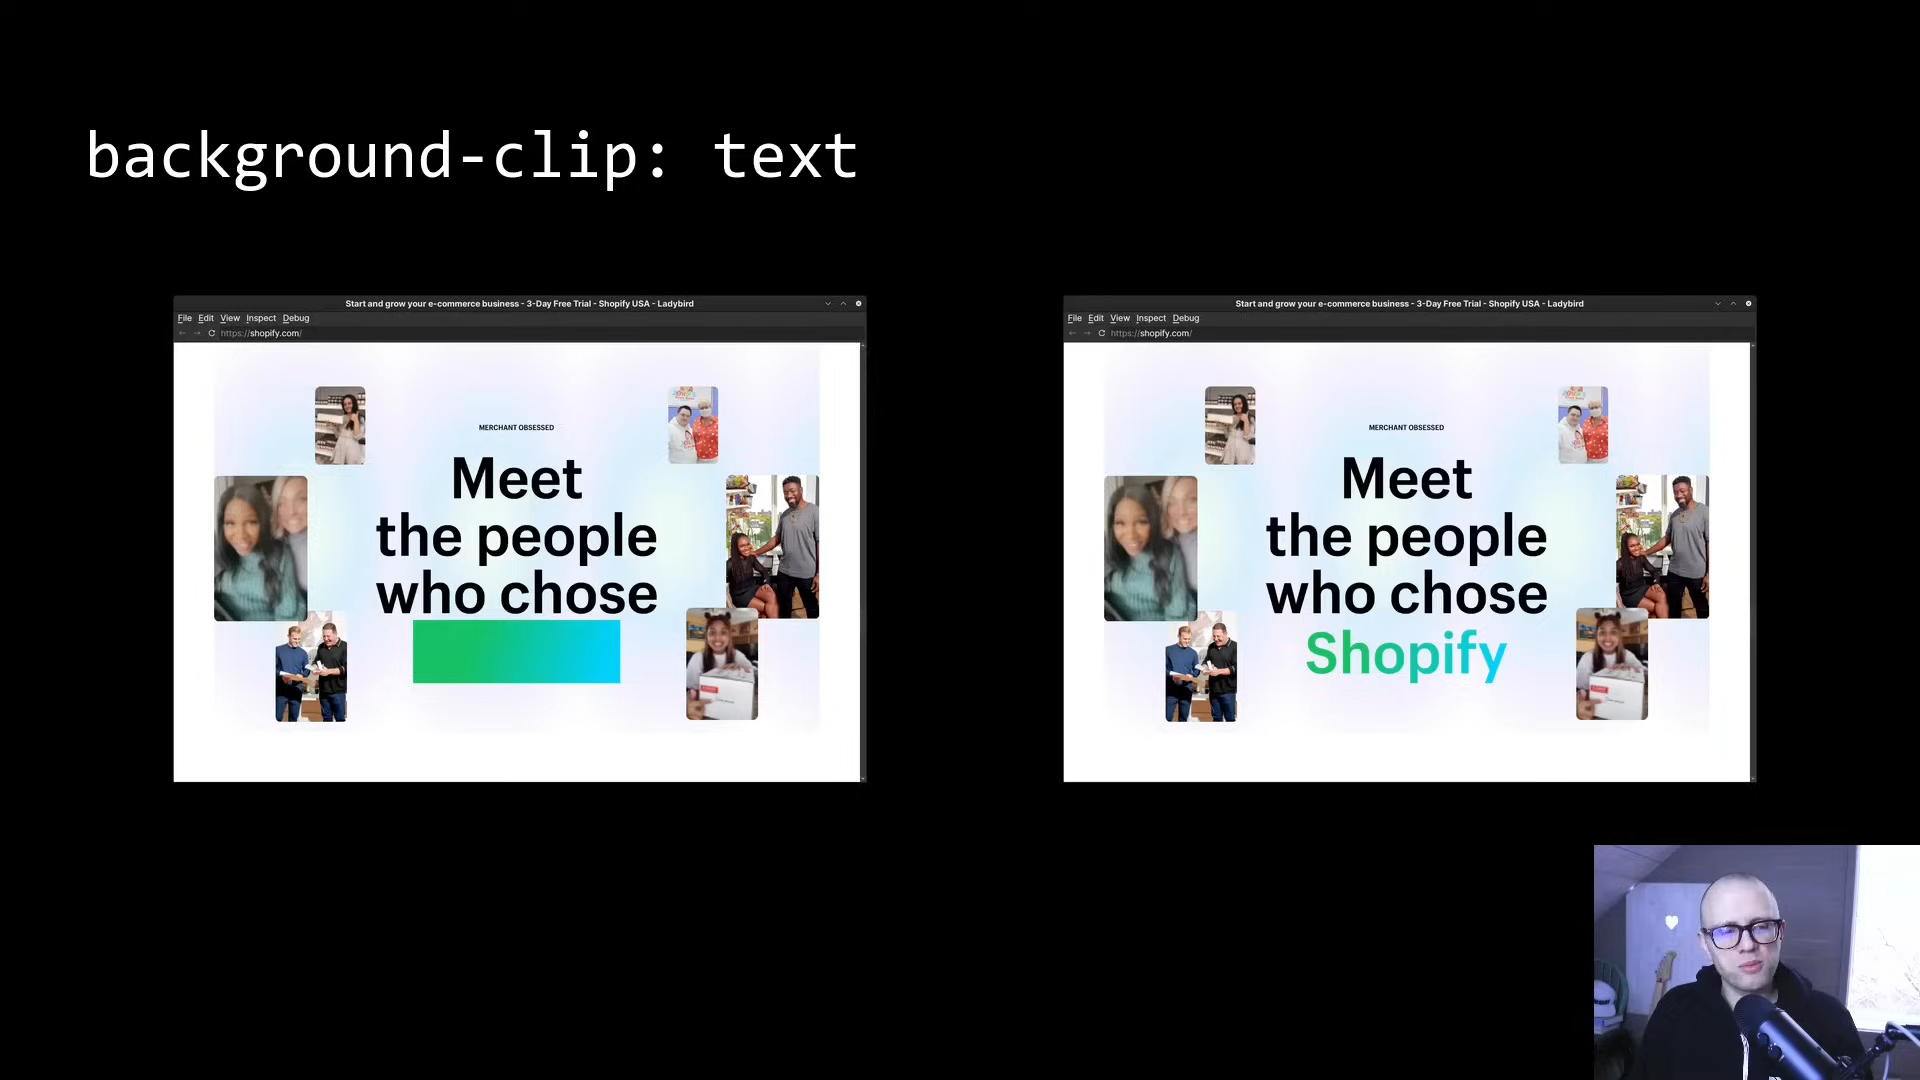 background-clip: text
Start and grow your e-commerce business - 3-Day Free Trial - Shopify USA - Ladybird
File Edit View Inspect Debug
https://shopify.com/
MERCHANT OBSESSED
Meet
the people
who chose
Start and grow your e-commerce business - 3-Day Free Trial - Shopify USA - Ladybird
File Edit View Inspect Debug
https://shopify.com/
MERCHANT OBSESSED
Meet
the people
who chose
Shopify